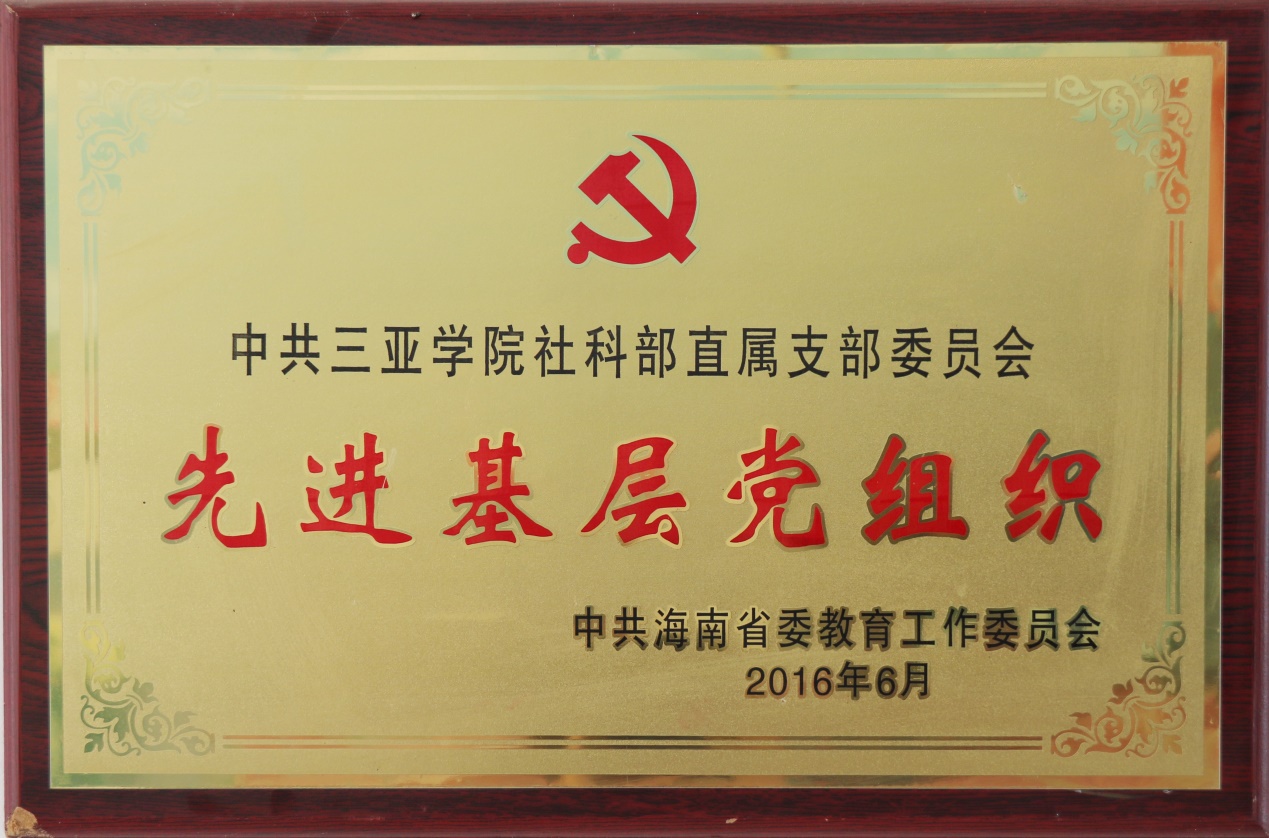 中共三亚学院社科部直属支部委员会
先进基层党组织
中共海南省委教育工作委员会
2016年6月